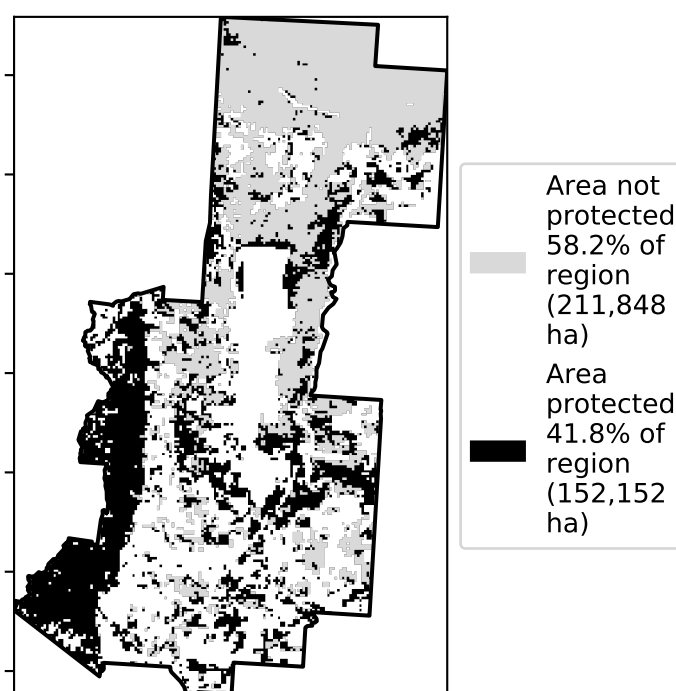 Area not
protected
58.2% of
region
(211,848
ha)
Area
protected
41.8% of
region
(152,152
ha)